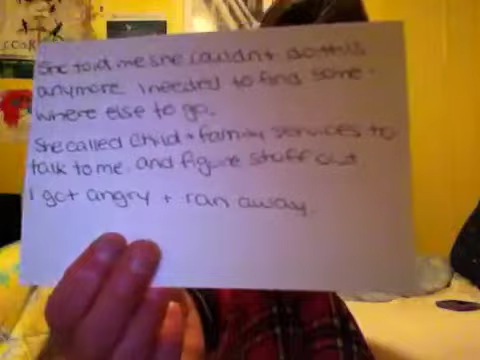 She told me she couldn't do this
anymore I needed to find some-
where else to go.
She called Child + family services to
talk to me. and figure stuff out
I got angry + ran away.